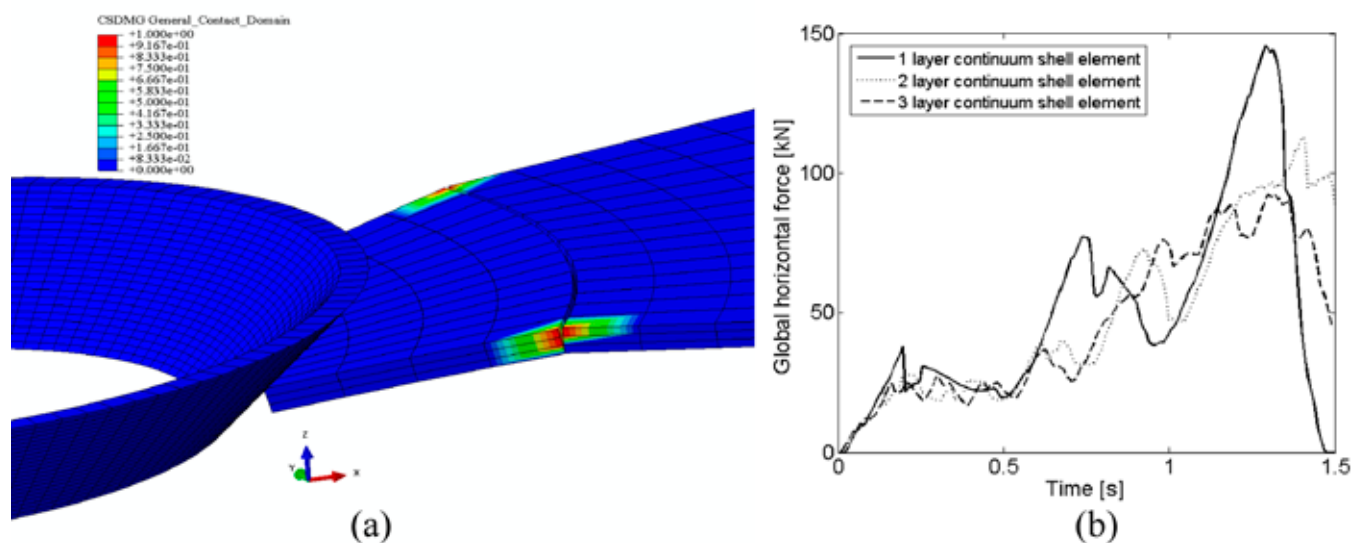 CSDMG General_Contact_Domain
+1.000e+00
+9.167e-01
+8.333e-01
+7.500e-01
+6.667e-01
+5.833e-01
+5.000e-01
+4.167e-01
+3.333e-01
+2.500e-01
+1.667e-01
+8.333e-02
+0.000e+00
Z
Y
X
(a)
150
100
50
0
1 layer continuum shell element
2 layer continuum shell element
3 layer continuum shell element
Global horizontal force [kN]
0
0.5
1
1.5
Time [s]
(b)